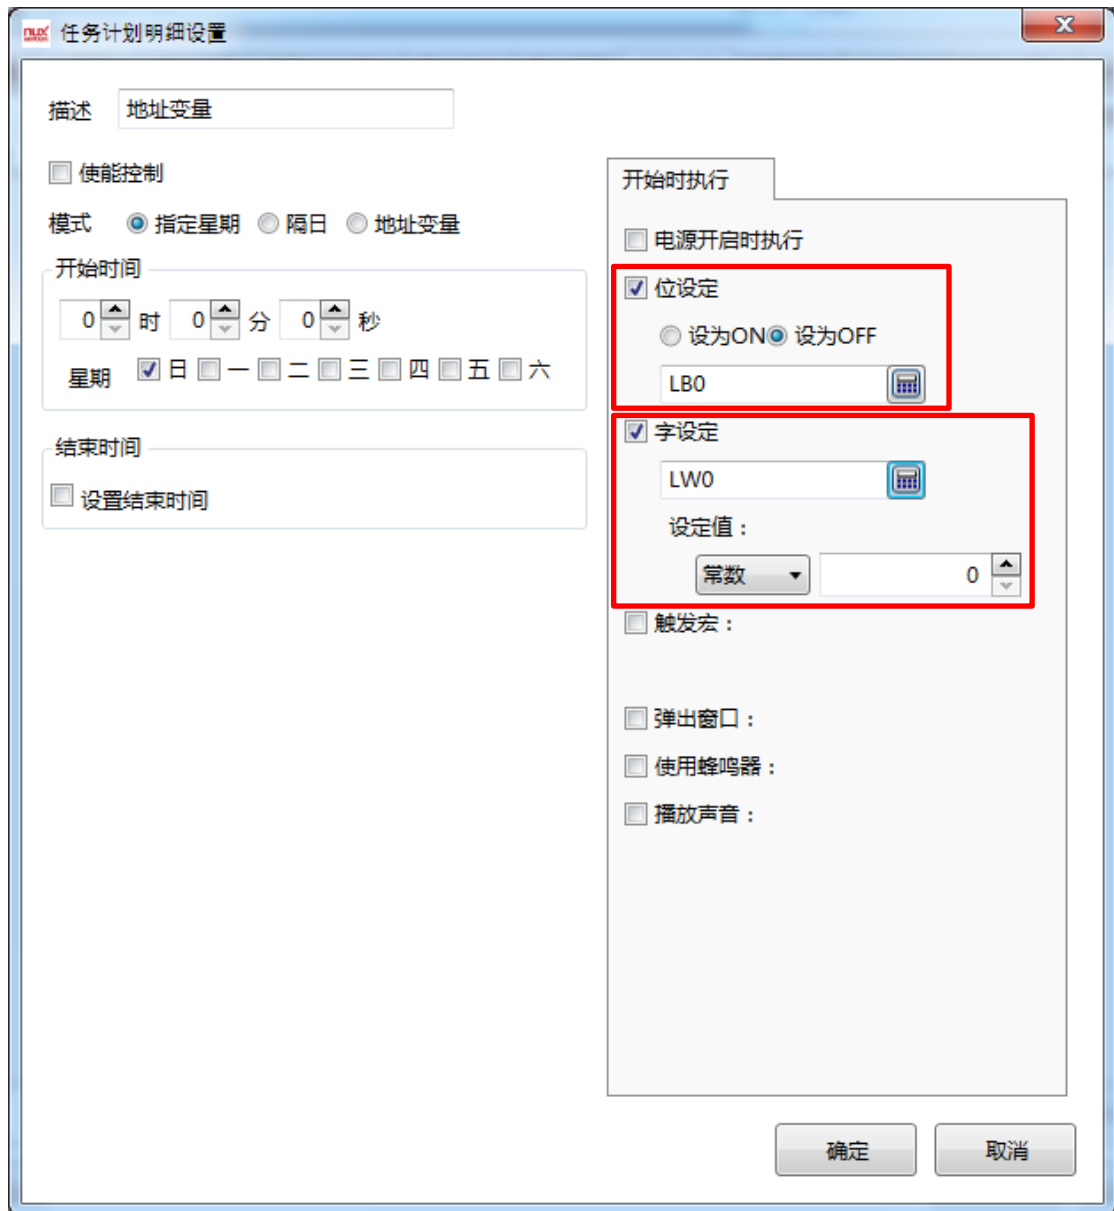 任务计划明细设置
描述 地址变量
使能控制
模式 指定星期 隔日 地址变量
开始时间
0 时 0 分 0 秒
星期 日 一 二 三 四 五 六
结束时间
设置结束时间
开始时执行
电源开启时执行
位设定
设为ON 设为OFF
LB0
字设定
LW0
设定值：
常数 0
触发宏：
弹出窗口：
使用蜂鸣器：
播放声音：
确定 取消